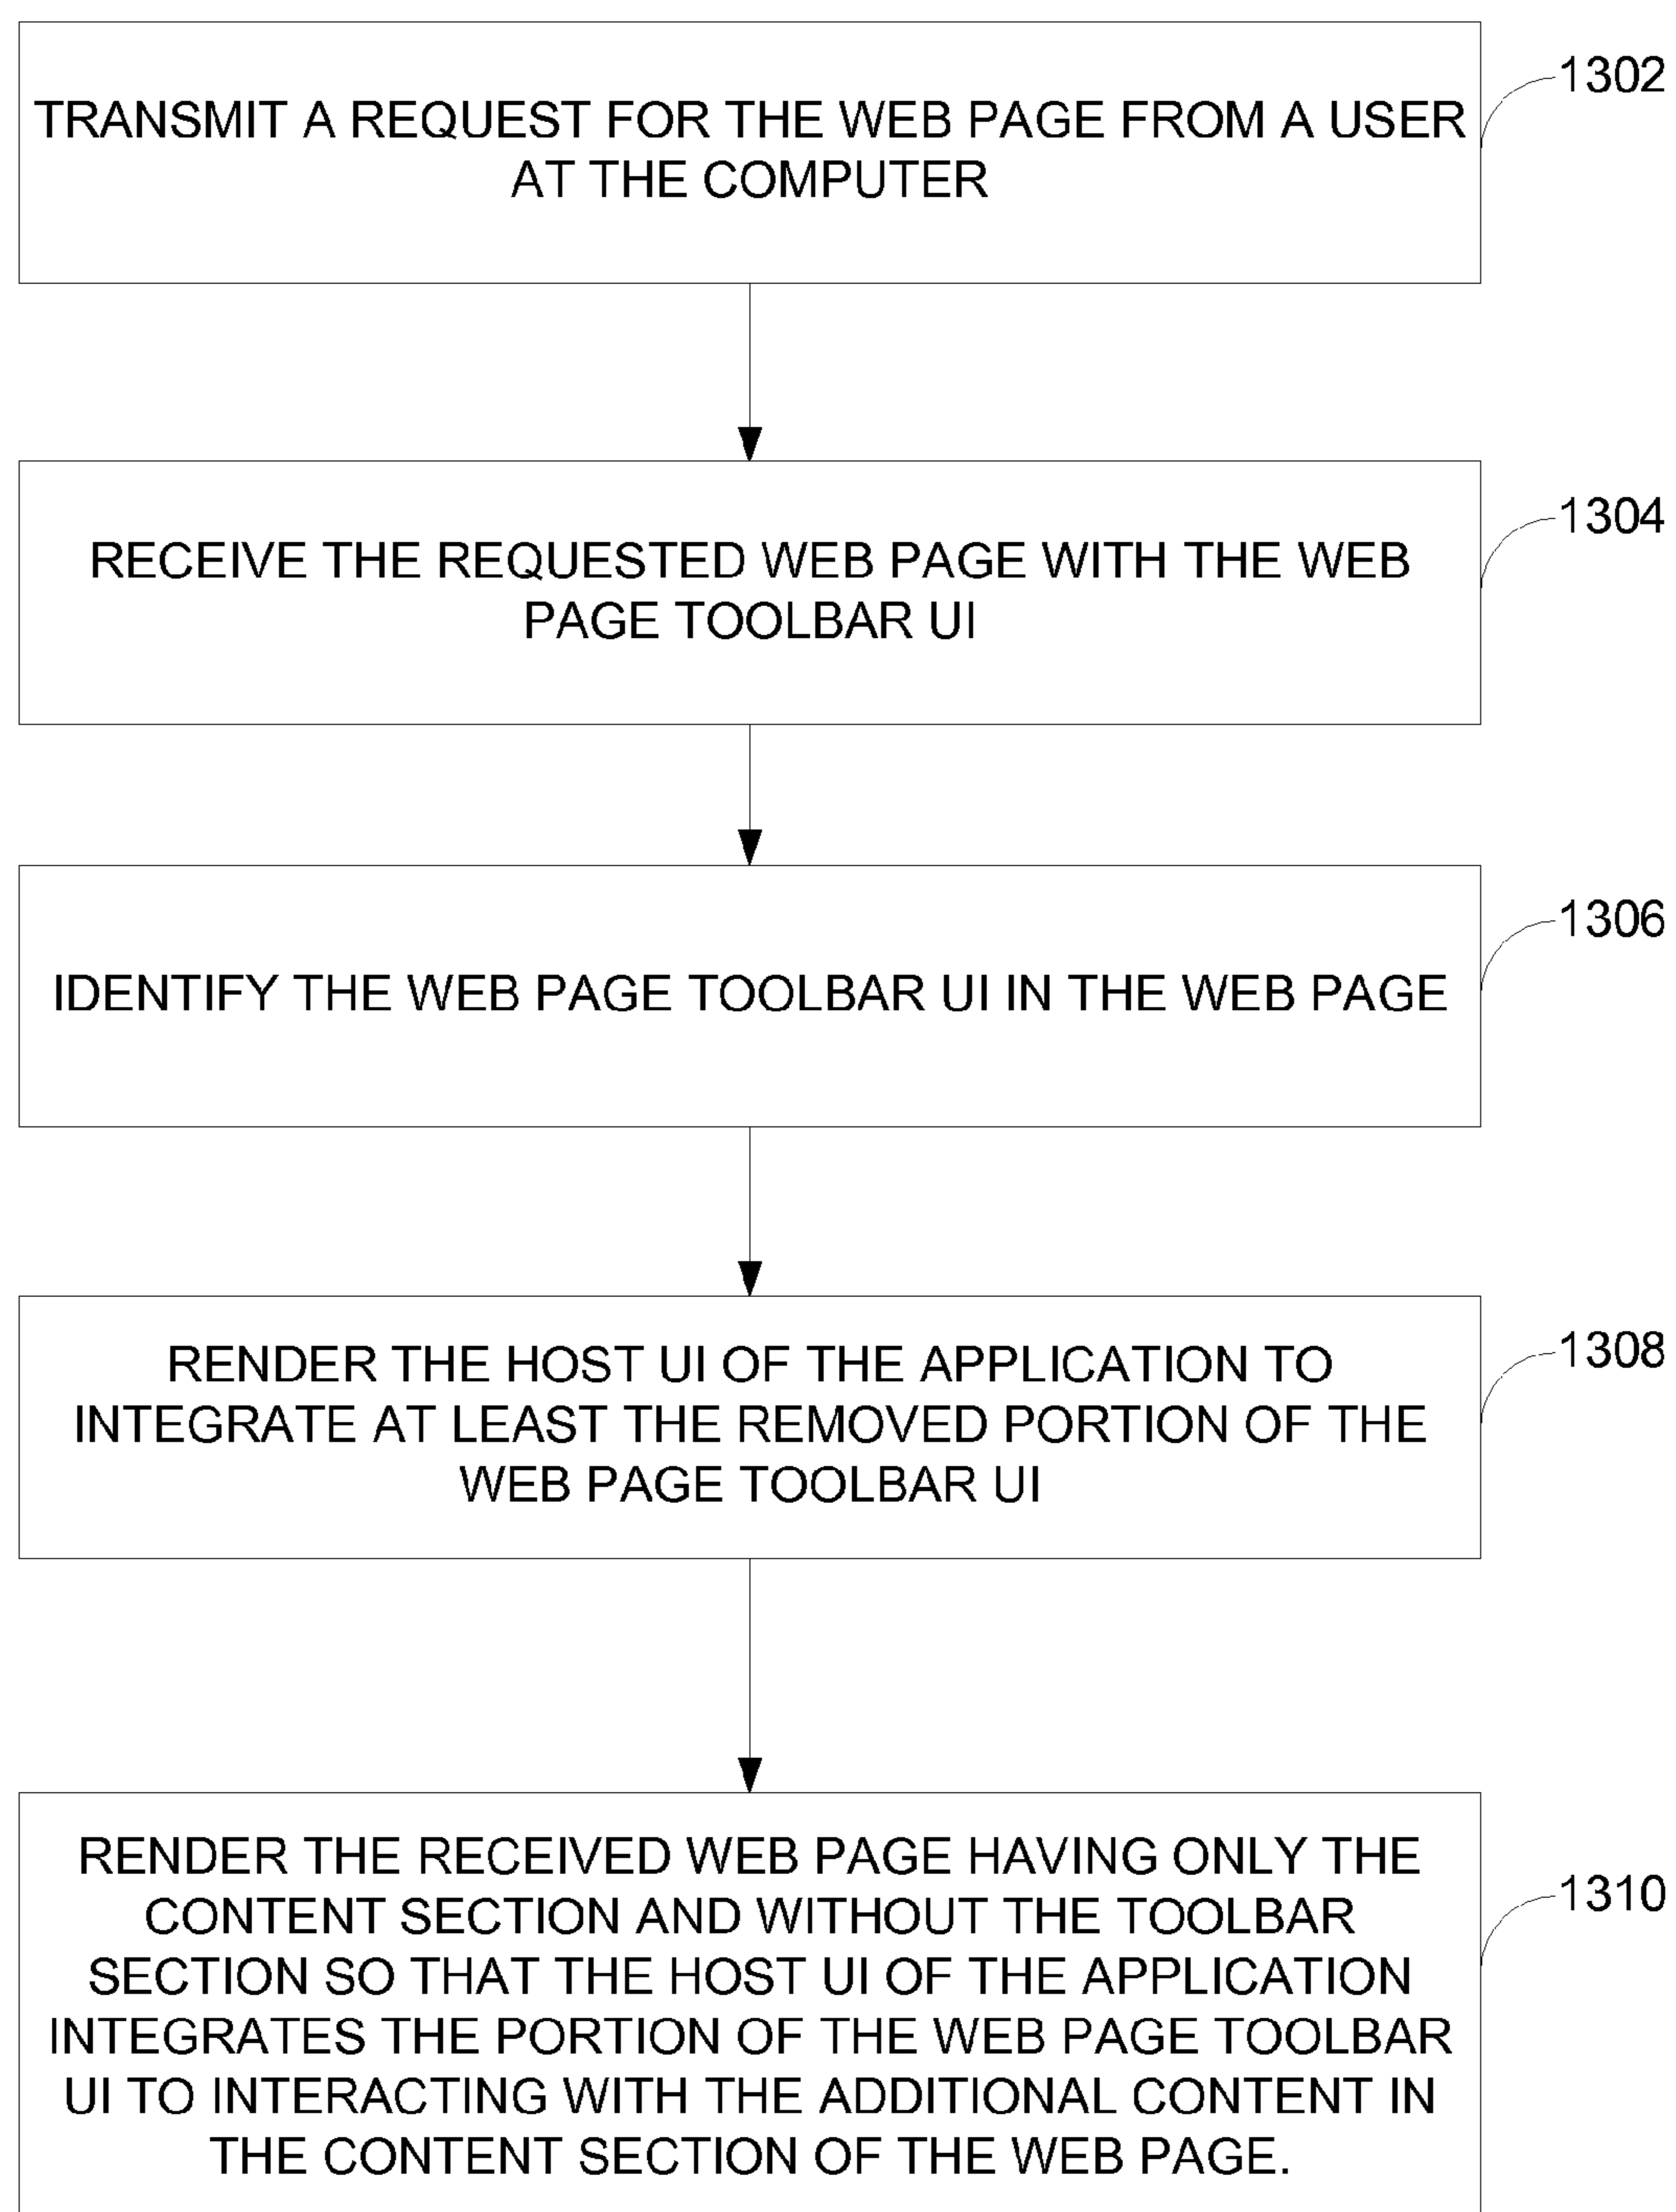 TRANSMIT A REQUEST FOR THE WEB PAGE FROM A USER
AT THE COMPUTER
1302
RECEIVE THE REQUESTED WEB PAGE WITH THE WEB
PAGE TOOLBAR UI
1304
IDENTIFY THE WEB PAGE TOOLBAR UI IN THE WEB PAGE
1306
RENDER THE HOST UI OF THE APPLICATION TO
INTEGRATE AT LEAST THE REMOVED PORTION OF THE
WEB PAGE TOOLBAR UI
1308
RENDER THE RECEIVED WEB PAGE HAVING ONLY THE
CONTENT SECTION AND WITHOUT THE TOOLBAR
SECTION SO THAT THE HOST UI OF THE APPLICATION
INTEGRATES THE PORTION OF THE WEB PAGE TOOLBAR
UI TO INTERACTING WITH THE ADDITIONAL CONTENT IN
THE CONTENT SECTION OF THE WEB PAGE.
1310